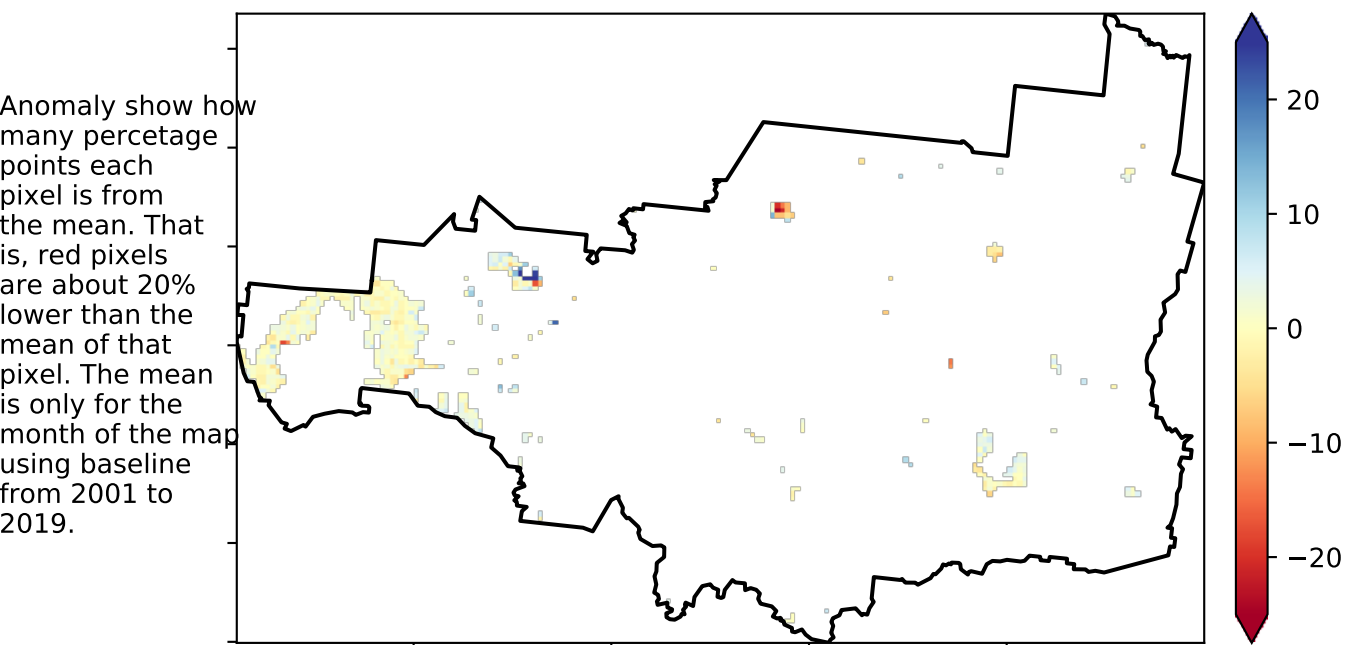 Anomaly show how
many percetage
points each
pixel is from
the mean. That
is, red pixels
are about 20%
lower than the
mean of that
pixel. The mean
is only for the
month of the map
using baseline
from 2001 to
2019.
20
10
0
−10
−20